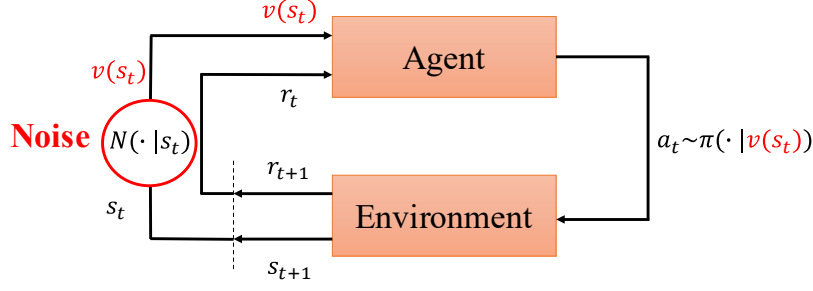 v(s_t)
Agent
v(s_t)
r_t
Noise
N(· |s_t)
a_t~π(· |v(s_t))
r_{t+1}
s_t
Environment
s_{t+1}